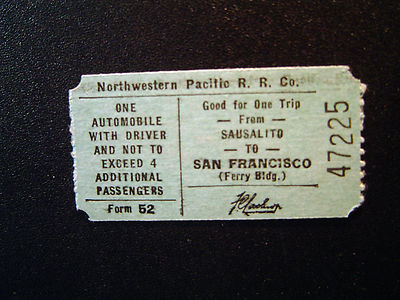 Northwestern Pacific R. R. Co.
ONE
AUTOMOBILE
WITH DRIVER
AND NOT TO
EXCEED 4
ADDITIONAL
PASSENGERS
Form 52
Good for One Trip
— From —
SAUSALITO
— TO —
SAN FRANCISCO
(Ferry Bldg.)
47225